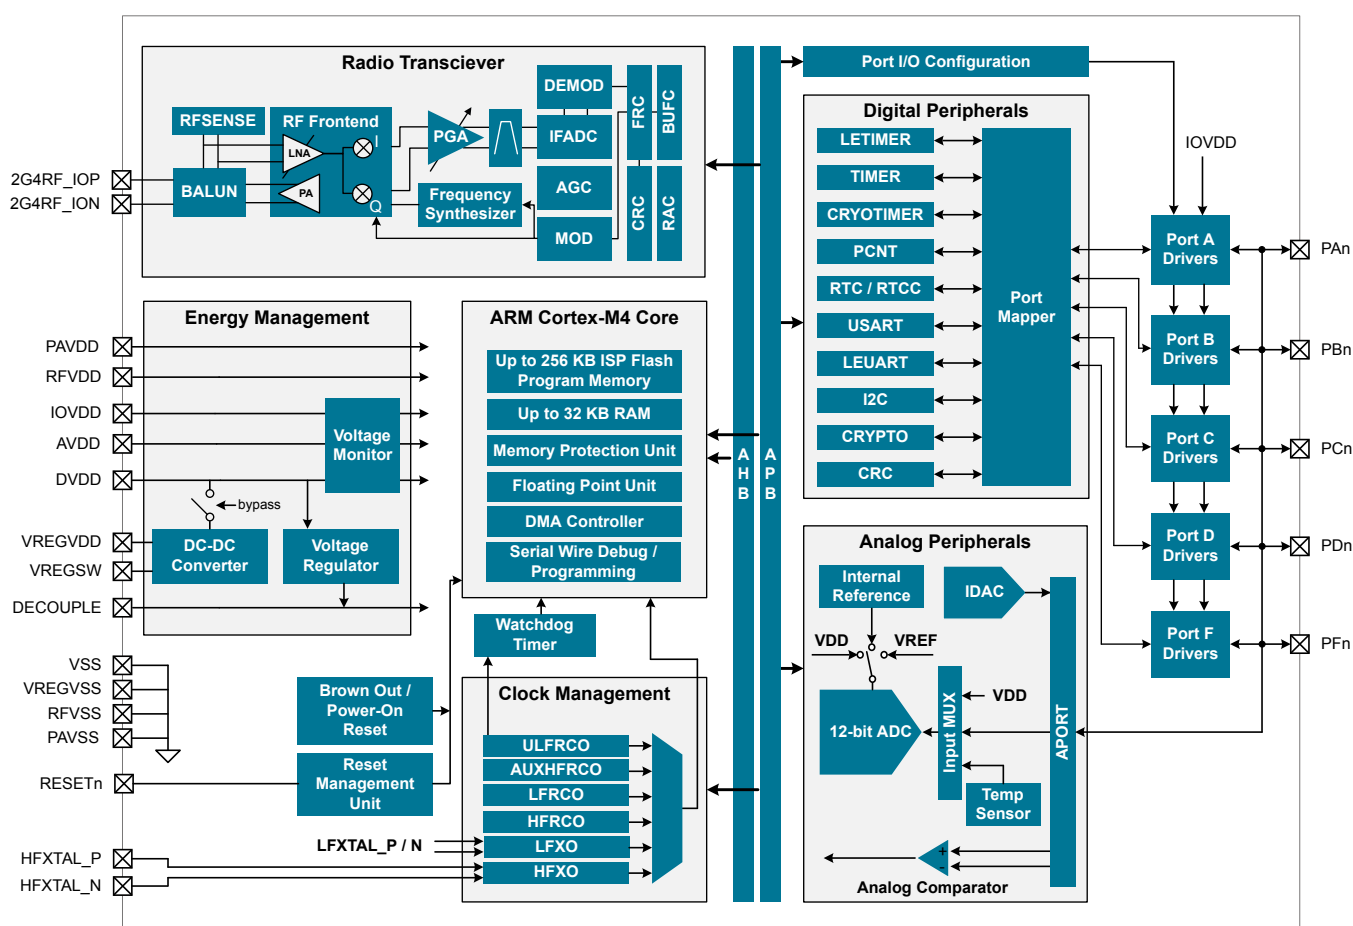 Radio Transciever
RFSENSE
RF Frontend
LNA
I
PA
Q
BALUN
PGA
Frequency
Synthesizer
DEMOD
IFADC
AGC
MOD
FRC
BUFC
CRC
RAC
2G4RF_IOP
2G4RF_ION
Energy Management
PAVDD
RFVDD
IOVDD
AVDD
DVDD
VREGVDD
VREGSW
DECOUPLE
Voltage
Monitor
bypass
DC-DC
Converter
Voltage
Regulator
VSS
VREGVSS
RFVSS
PAVSS
RESETn
HFXTAL_P
HFXTAL_N
ARM Cortex-M4 Core
Up to 256 KB ISP Flash
Program Memory
Up to 32 KB RAM
Memory Protection Unit
Floating Point Unit
DMA Controller
Serial Wire Debug /
Programming
Watchdog
Timer
Brown Out /
Power-On
Reset
Reset
Management
Unit
Clock Management
ULFRCO
AUXHFRCO
LFRCO
HFRCO
LFXO
HFXO
LFXTAL_P / N
A
H
B
A
P
B
Port I/O Configuration
Digital Peripherals
LETIMER
TIMER
CRYOTIMER
PCNT
RTC / RTCC
USART
LEUART
I2C
CRYPTO
CRC
Port
Mapper
IOVDD
Port A
Drivers
Port B
Drivers
Port C
Drivers
Port D
Drivers
Port F
Drivers
PAn
PBn
PCn
PDn
PFn
Analog Peripherals
Internal
Reference
IDAC
VDD
VREF
12-bit ADC
Input MUX
VDD
APORT
Temp
Sensor
+
-
Analog Comparator